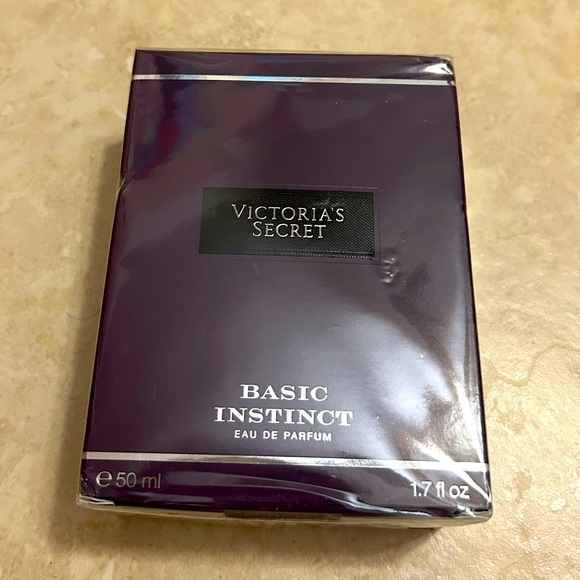 VICTORIA'S
SECRET
BASIC
INSTINCT
EAU DE PARFUM
℮50 ml
1.7 fl oz